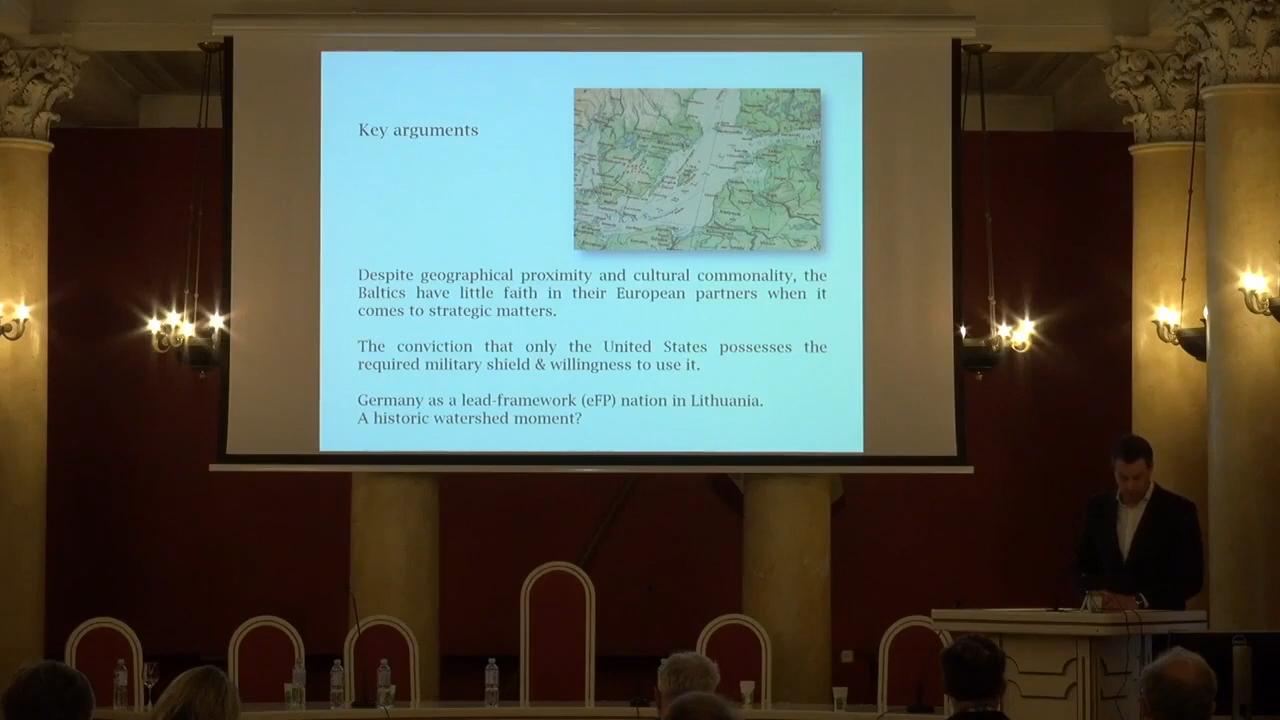 Key arguments
Despite geographical proximity and cultural commonality, the
Baltics have little faith in their European partners when it
comes to strategic matters.
The conviction that only the United States possesses the
required military shield & willingness to use it.
Germany as a lead-framework (eFP) nation in Lithuania.
A historic watershed moment?